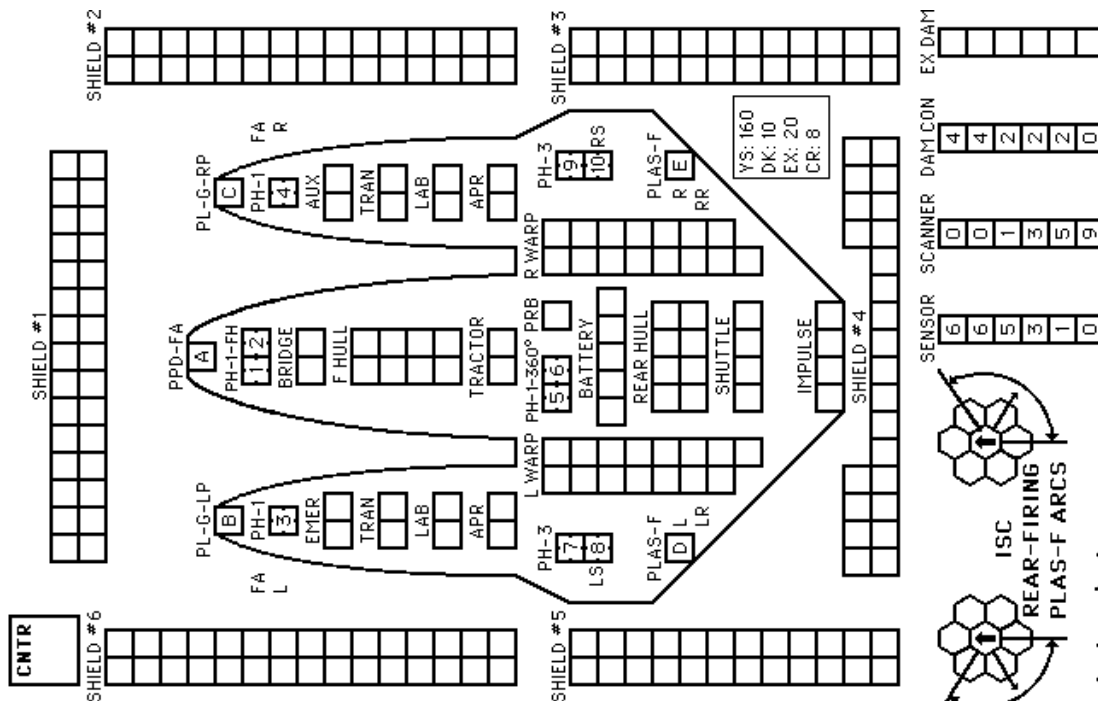 CNTR
SHIELD #1
SHIELD #2
SHIELD #3
SHIELD #4
SHIELD #5
SHIELD #6
PPD-FA
A
PH-1-FH
1 2
BRIDGE
F HULL
TRACTOR
PH-1-360° PRB
5 6
BATTERY
REAR HULL
SHUTTLE
IMPULSE
PL-G-LP
B
PH-1
3
FA
L
EMER
TRAN
LAB
APR
L WARP
PH-3
7
8
LS
PLAS-F
D
L
LR
PL-G-RP
C
PH-1
4
FA
R
AUX
TRAN
LAB
APR
R WARP
PH-3
9
10 RS
PLAS-F
E
R
RR
YS: 160
DK: 10
EX: 20
CR: 8
SENSOR
6
6
5
3
1
0
SCANNER
0
0
1
3
5
9
DAM CON
4
4
2
2
2
0
EX DAM
ISC
REAR-FIRING
PLAS-F ARCS